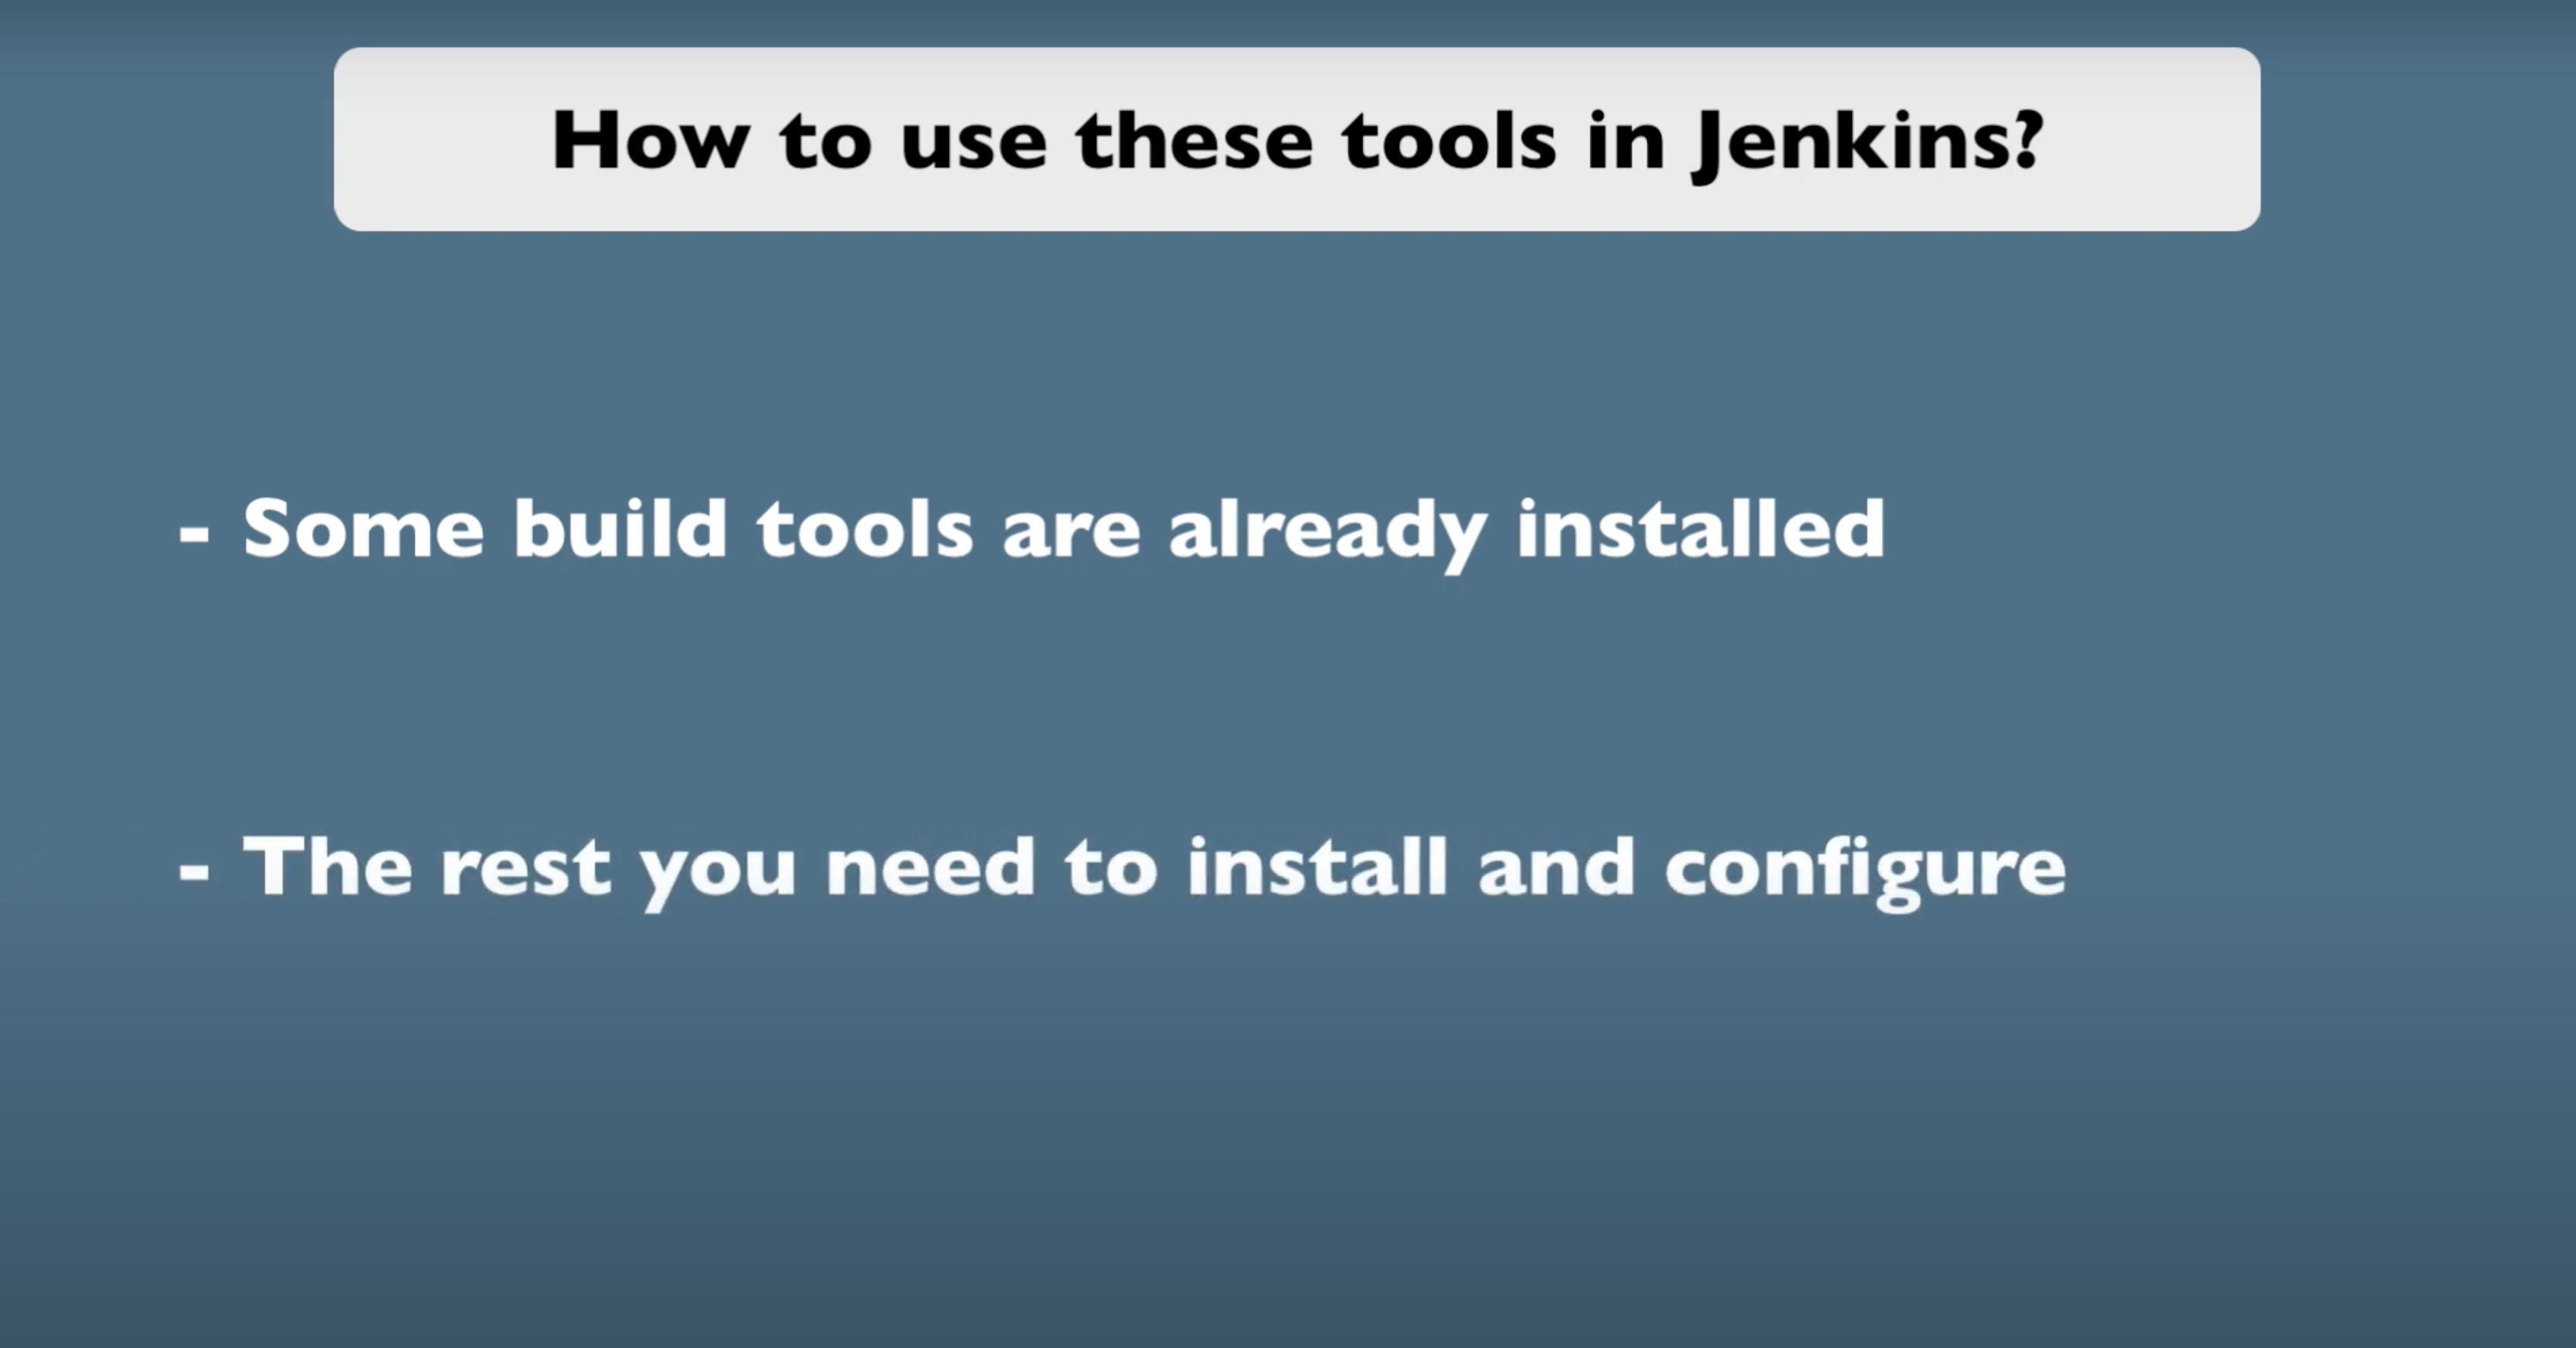 How to use these tools in Jenkins?
- Some build tools are already installed
- The rest you need to install and configure